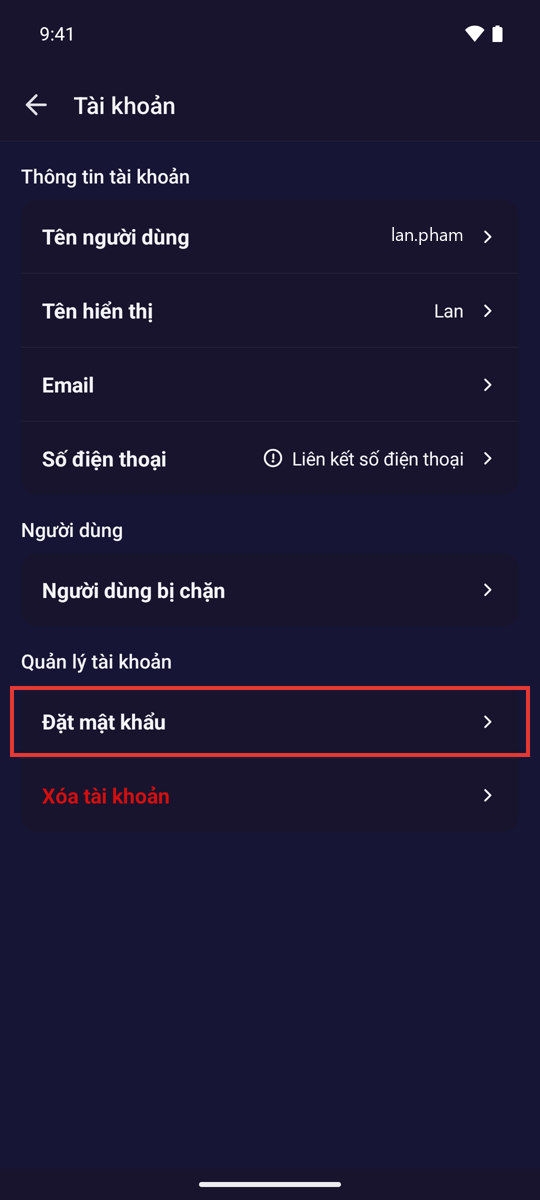 9:41
Tài khoản
Thông tin tài khoản
Tên người dùng lan.pham
Tên hiển thị Lan
Email
Số điện thoại Liên kết số điện thoại
Người dùng
Người dùng bị chặn
Quản lý tài khoản
Đặt mật khẩu
Xóa tài khoản